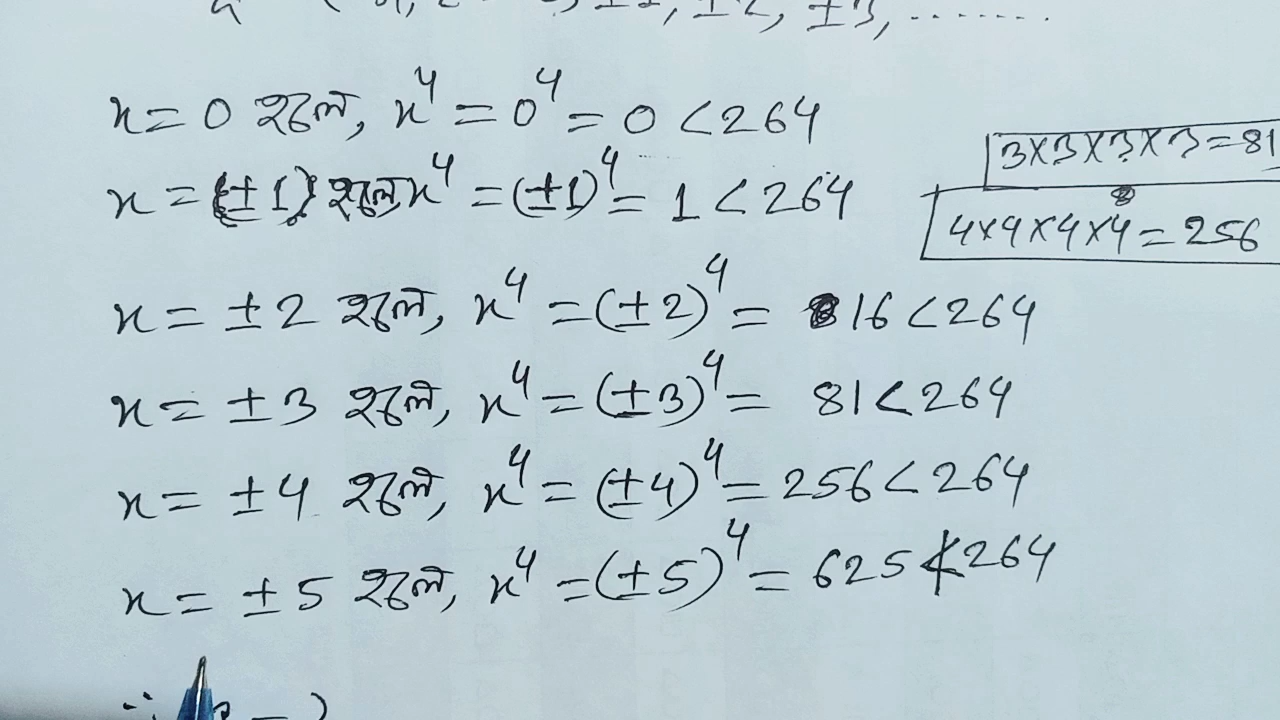 ±2, ±3, .......
x = 0 হলে, x⁴ = 0⁴ = 0 < 264
3×3×3×3=81
x = (±1) হলে x⁴ = (±1)⁴ = 1 < 264
4×4×4×4=256
x = ±2 হলে, x⁴ = (±2)⁴ = 16 < 264
x = ±3 হলে, x⁴ = (±3)⁴ = 81 < 264
x = ±4 হলে, x⁴ = (±4)⁴ = 256 < 264
x = ±5 হলে, x⁴ = (±5)⁴ = 625 ≮ 264
∴